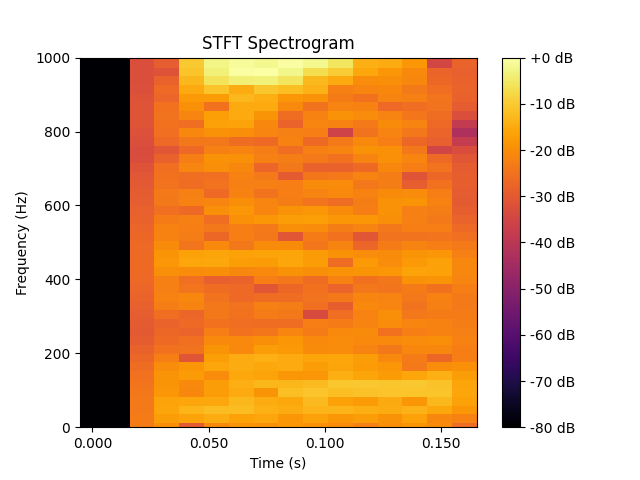 STFT Spectrogram
1000
800
600
400
200
0
Frequency (Hz)
0.000
0.050
0.100
0.150
Time (s)
+0 dB
-10 dB
-20 dB
-30 dB
-40 dB
-50 dB
-60 dB
-70 dB
-80 dB